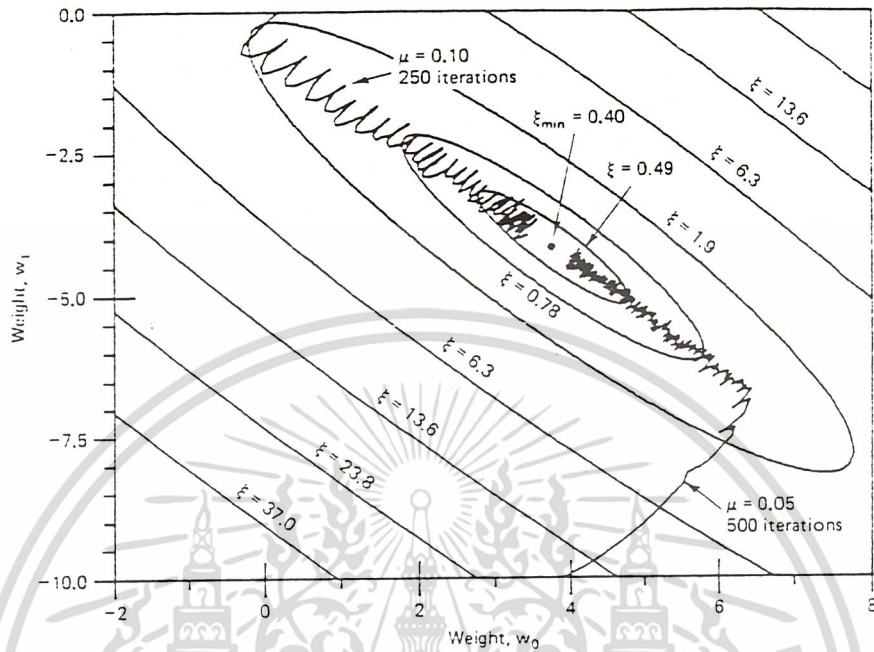 0.0
μ = 0.10
250 iterations
ξ = 13.6
ξmin = 0.40
ξ = 6.3
-2.5
ξ = 0.49
ξ = 1.9
Weight, w₁
-5.0
ξ = 0.78
ξ = 6.3
-7.5
ξ = 13.6
ξ = 23.8
μ = 0.05
500 iterations
ξ = 37.0
-10.0
-2
0
2
4
6
8
Weight, w₀